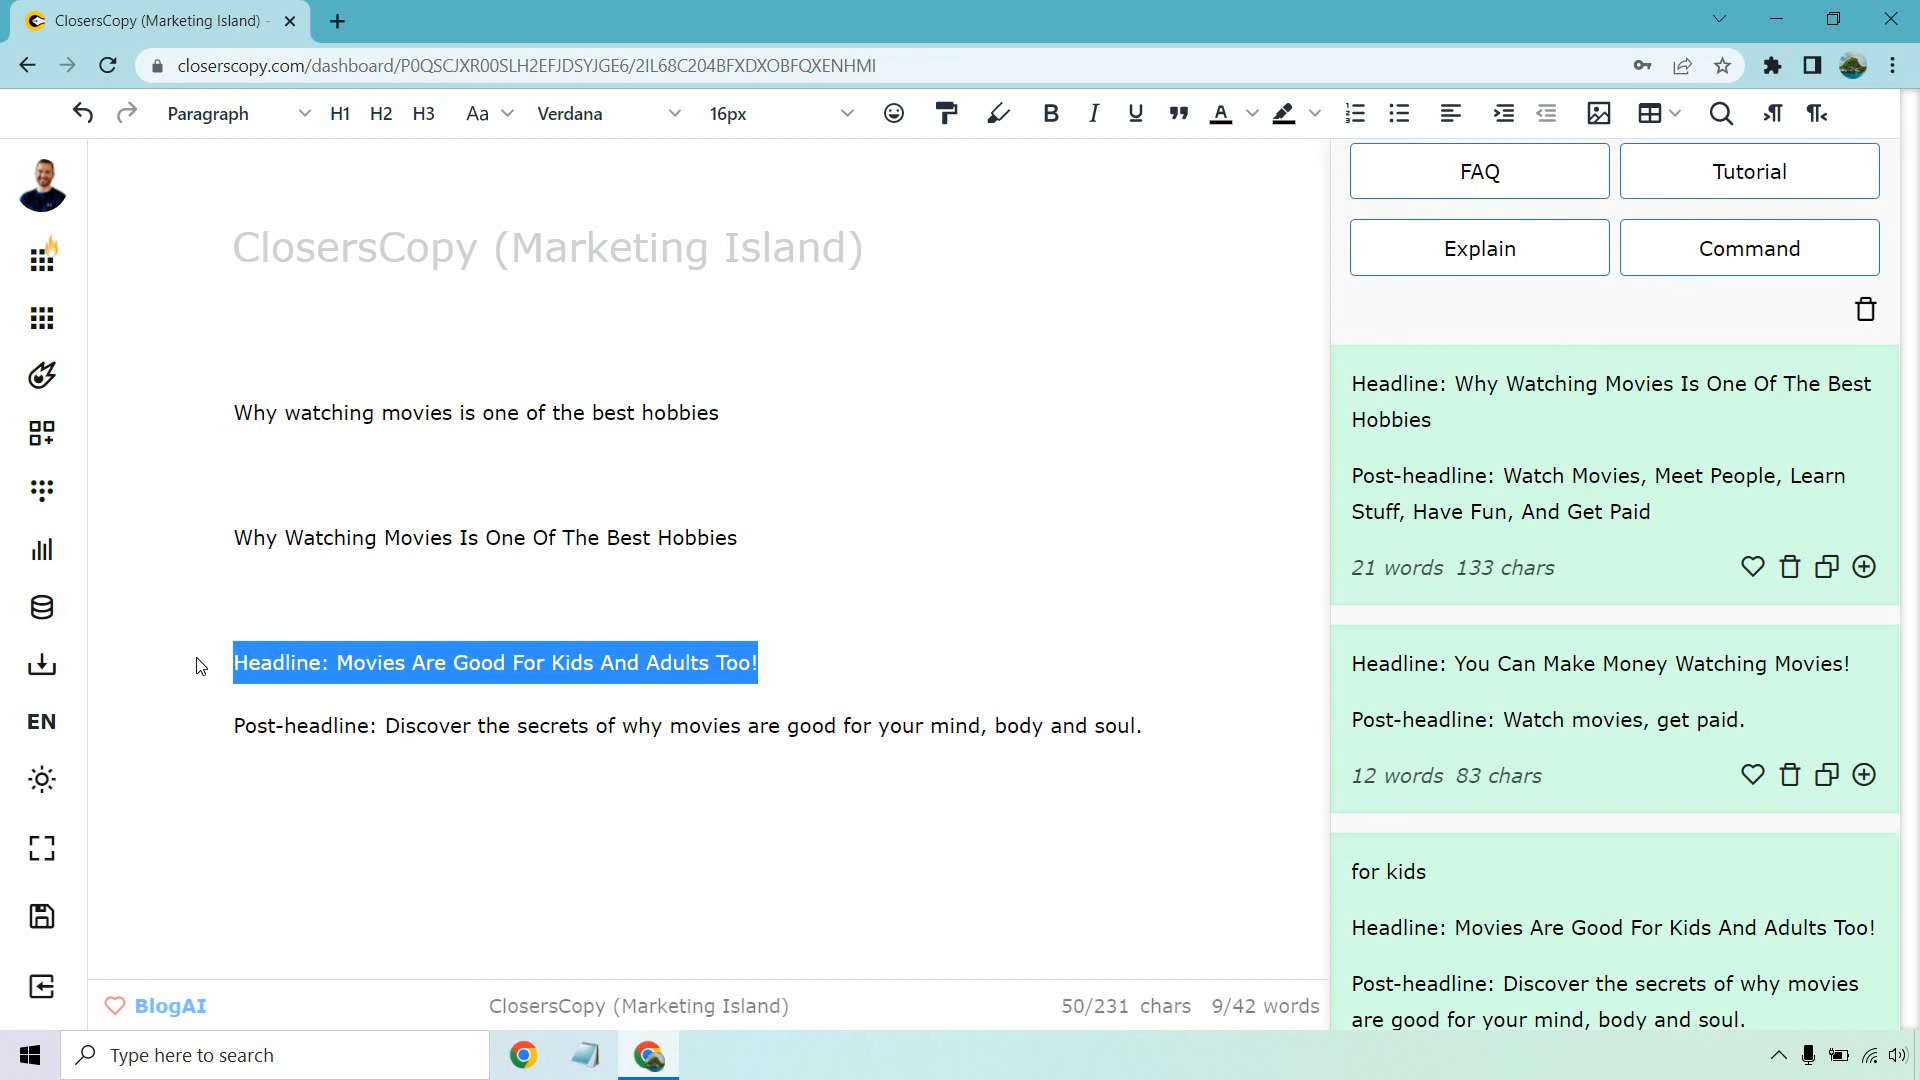 ClosersCopy (Marketing Island) -
closerscopy.com/dashboard/P0QSCJXR00SLH2EFJDSYJGE6/2IL68C204BFXDXOBFQXENHMI
Paragraph H1 H2 H3 Aa Verdana 16px B I U A
ClosersCopy (Marketing Island)
Why watching movies is one of the best hobbies
Why Watching Movies Is One Of The Best Hobbies
Headline: Movies Are Good For Kids And Adults Too!
Post-headline: Discover the secrets of why movies are good for your mind, body and soul.
EN
FAQ
Tutorial
Explain
Command
Headline: Why Watching Movies Is One Of The Best
Hobbies
Post-headline: Watch Movies, Meet People, Learn
Stuff, Have Fun, And Get Paid
21 words 133 chars
Headline: You Can Make Money Watching Movies!
Post-headline: Watch movies, get paid.
12 words 83 chars
for kids
Headline: Movies Are Good For Kids And Adults Too!
Post-headline: Discover the secrets of why movies
are good for your mind, body and soul.
BlogAI
ClosersCopy (Marketing Island)
50/231 chars 9/42 words
Type here to search